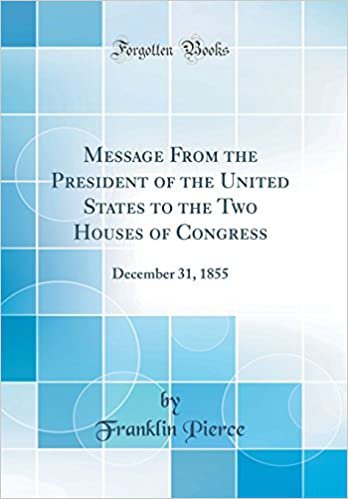 Forgotten Books
Message From the
President of the United
States to the Two
Houses of Congress
December 31, 1855
by
Franklin Pierce